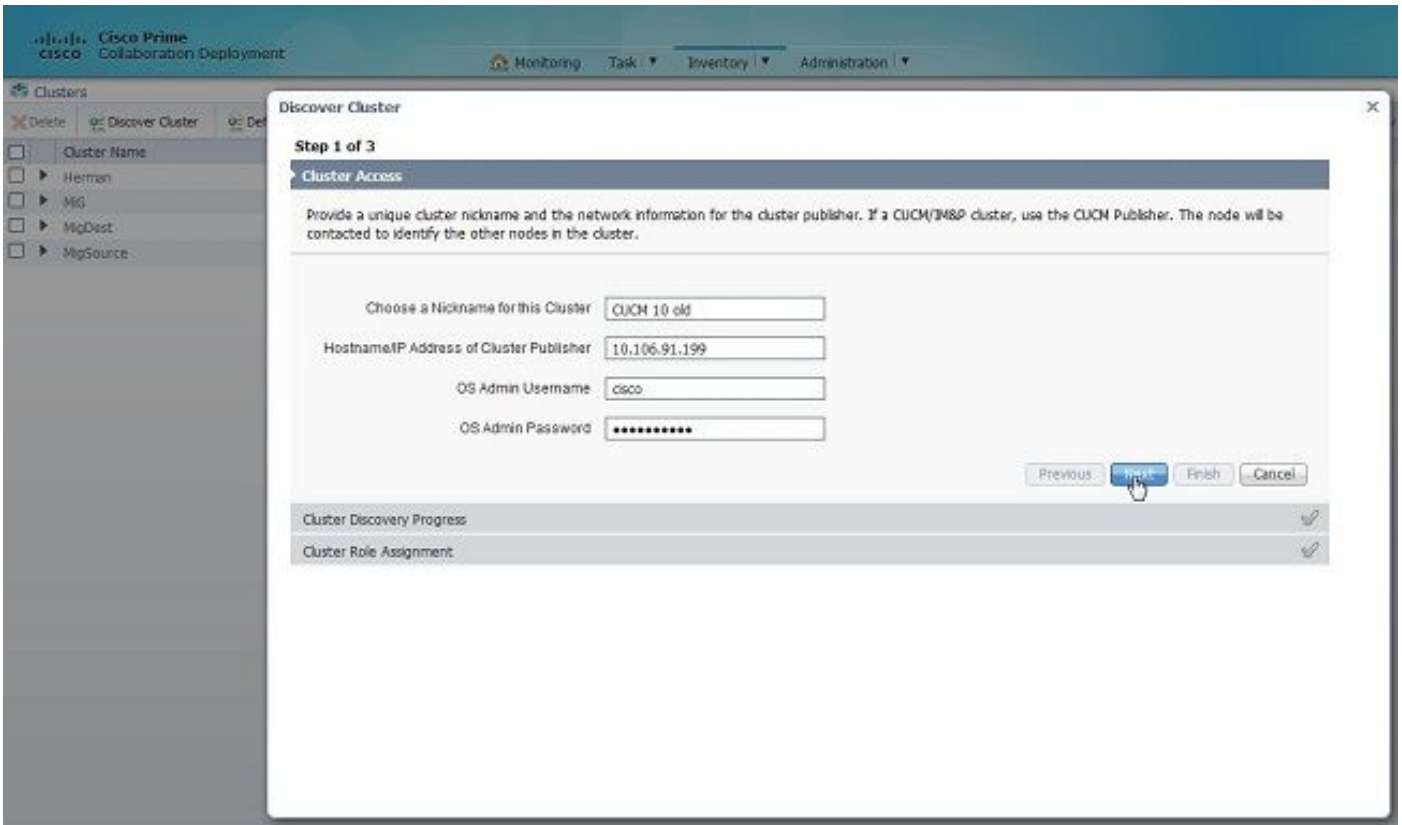 Cisco Prime
cisco Collaboration Deployment
Monitoring Task Inventory Administration
Clusters
Delete Discover Cluster Def
Cluster Name
Herman
MiG
MigDest
MigSource
Discover Cluster
Step 1 of 3
Cluster Access
Provide a unique cluster nickname and the network information for the cluster publisher. If a CUCM/IM&P cluster, use the CUCM Publisher. The node will be
contacted to identify the other nodes in the cluster.
Choose a Nickname for this Cluster CUCM 10 old
Hostname/IP Address of Cluster Publisher 10.106.91.199
OS Admin Username cisco
OS Admin Password ••••••••••
Previous Next Finish Cancel
Cluster Discovery Progress
Cluster Role Assignment